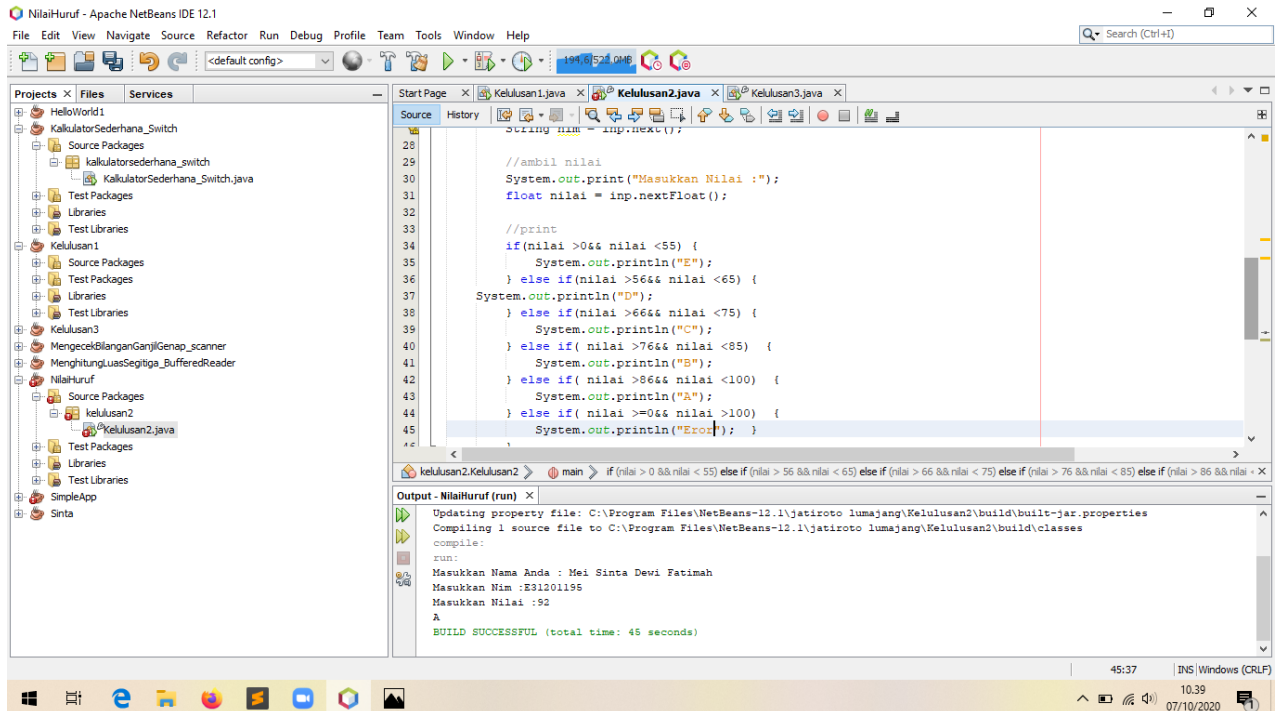 NilaiHuruf - Apache NetBeans IDE 12.1
File Edit View Navigate Source Refactor Run Debug Profile Team Tools Window Help
Search (Ctrl+I)
<default config>
194,6/522,0MB
Projects Files Services
HelloWorld1
KalkulatorSederhana_Switch
Source Packages
kalkulatorsederhana_switch
KalkulatorSederhana_Switch.java
Test Packages
Libraries
Test Libraries
Kelulusan1
Source Packages
Test Packages
Libraries
Test Libraries
Kelulusan3
MengecekBilanganGanjilGenap_scanner
MenghitungLuasSegitiga_BufferedReader
NilaiHuruf
Source Packages
kelulusan2
Kelulusan2.java
Test Packages
Libraries
Test Libraries
SimpleApp
Sinta
Start Page Kelulusan1.java Kelulusan2.java Kelulusan3.java
Source History
String nim = inp.next();
28
29 //ambil nilai
30 System.out.print("Masukkan Nilai :");
31 float nilai = inp.nextFloat();
32
33 //print
34 if(nilai >0&& nilai <55) {
35 System.out.println("E");
36 } else if(nilai >56&& nilai <65) {
37 System.out.println("D");
38 } else if(nilai >66&& nilai <75) {
39 System.out.println("C");
40 } else if( nilai >76&& nilai <85) {
41 System.out.println("B");
42 } else if( nilai >86&& nilai <100) {
43 System.out.println("A");
44 } else if( nilai >=0&& nilai >100) {
45 System.out.println("Eror"); }
kelulusan2.Kelulusan2 main if (nilai > 0 && nilai < 55) else if (nilai > 56 && nilai < 65) else if (nilai > 66 && nilai < 75) else if (nilai > 76 && nilai < 85) else if (nilai > 86 && nilai <
Output - NilaiHuruf (run)
Updating property file: C:\Program Files\NetBeans-12.1\jatiroto lumajang\Kelulusan2\build\built-jar.properties
Compiling 1 source file to C:\Program Files\NetBeans-12.1\jatiroto lumajang\Kelulusan2\build\classes
compile:
run:
Masukkan Nama Anda : Mei Sinta Dewi Fatimah
Masukkan Nim :E31201195
Masukkan Nilai :92
A
BUILD SUCCESSFUL (total time: 45 seconds)
45:37 INS Windows (CRLF)
10.39
07/10/2020
1